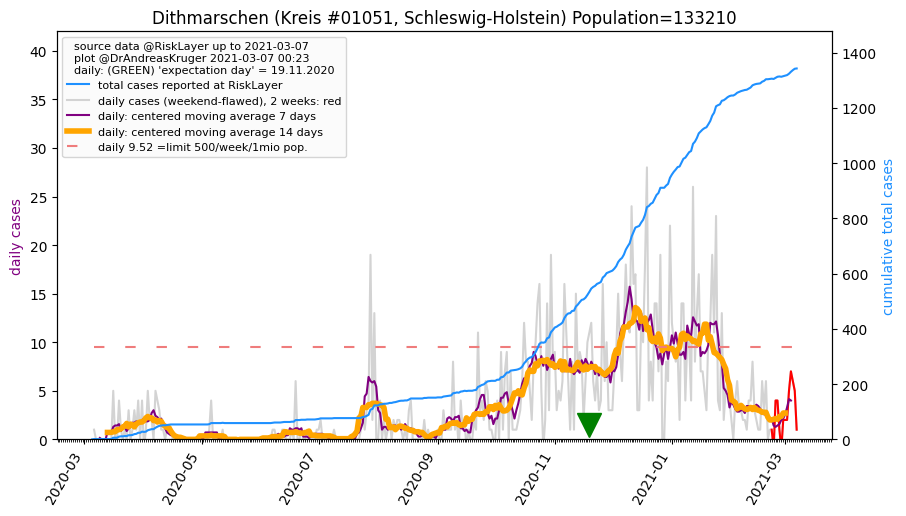 Dithmarschen (Kreis #01051, Schleswig-Holstein) Population=133210
source data @RiskLayer up to 2021-03-07
plot @DrAndreasKruger 2021-03-07 00:23
daily: (GREEN) 'expectation day' = 19.11.2020
total cases reported at RiskLayer
daily cases (weekend-flawed), 2 weeks: red
daily: centered moving average 7 days
daily: centered moving average 14 days
daily 9.52 =limit 500/week/1mio pop.
daily cases
40
35
30
25
20
15
10
5
0
cumulative total cases
1400
1200
1000
800
600
400
200
0
2020-03
2020-05
2020-07
2020-09
2020-11
2021-01
2021-03